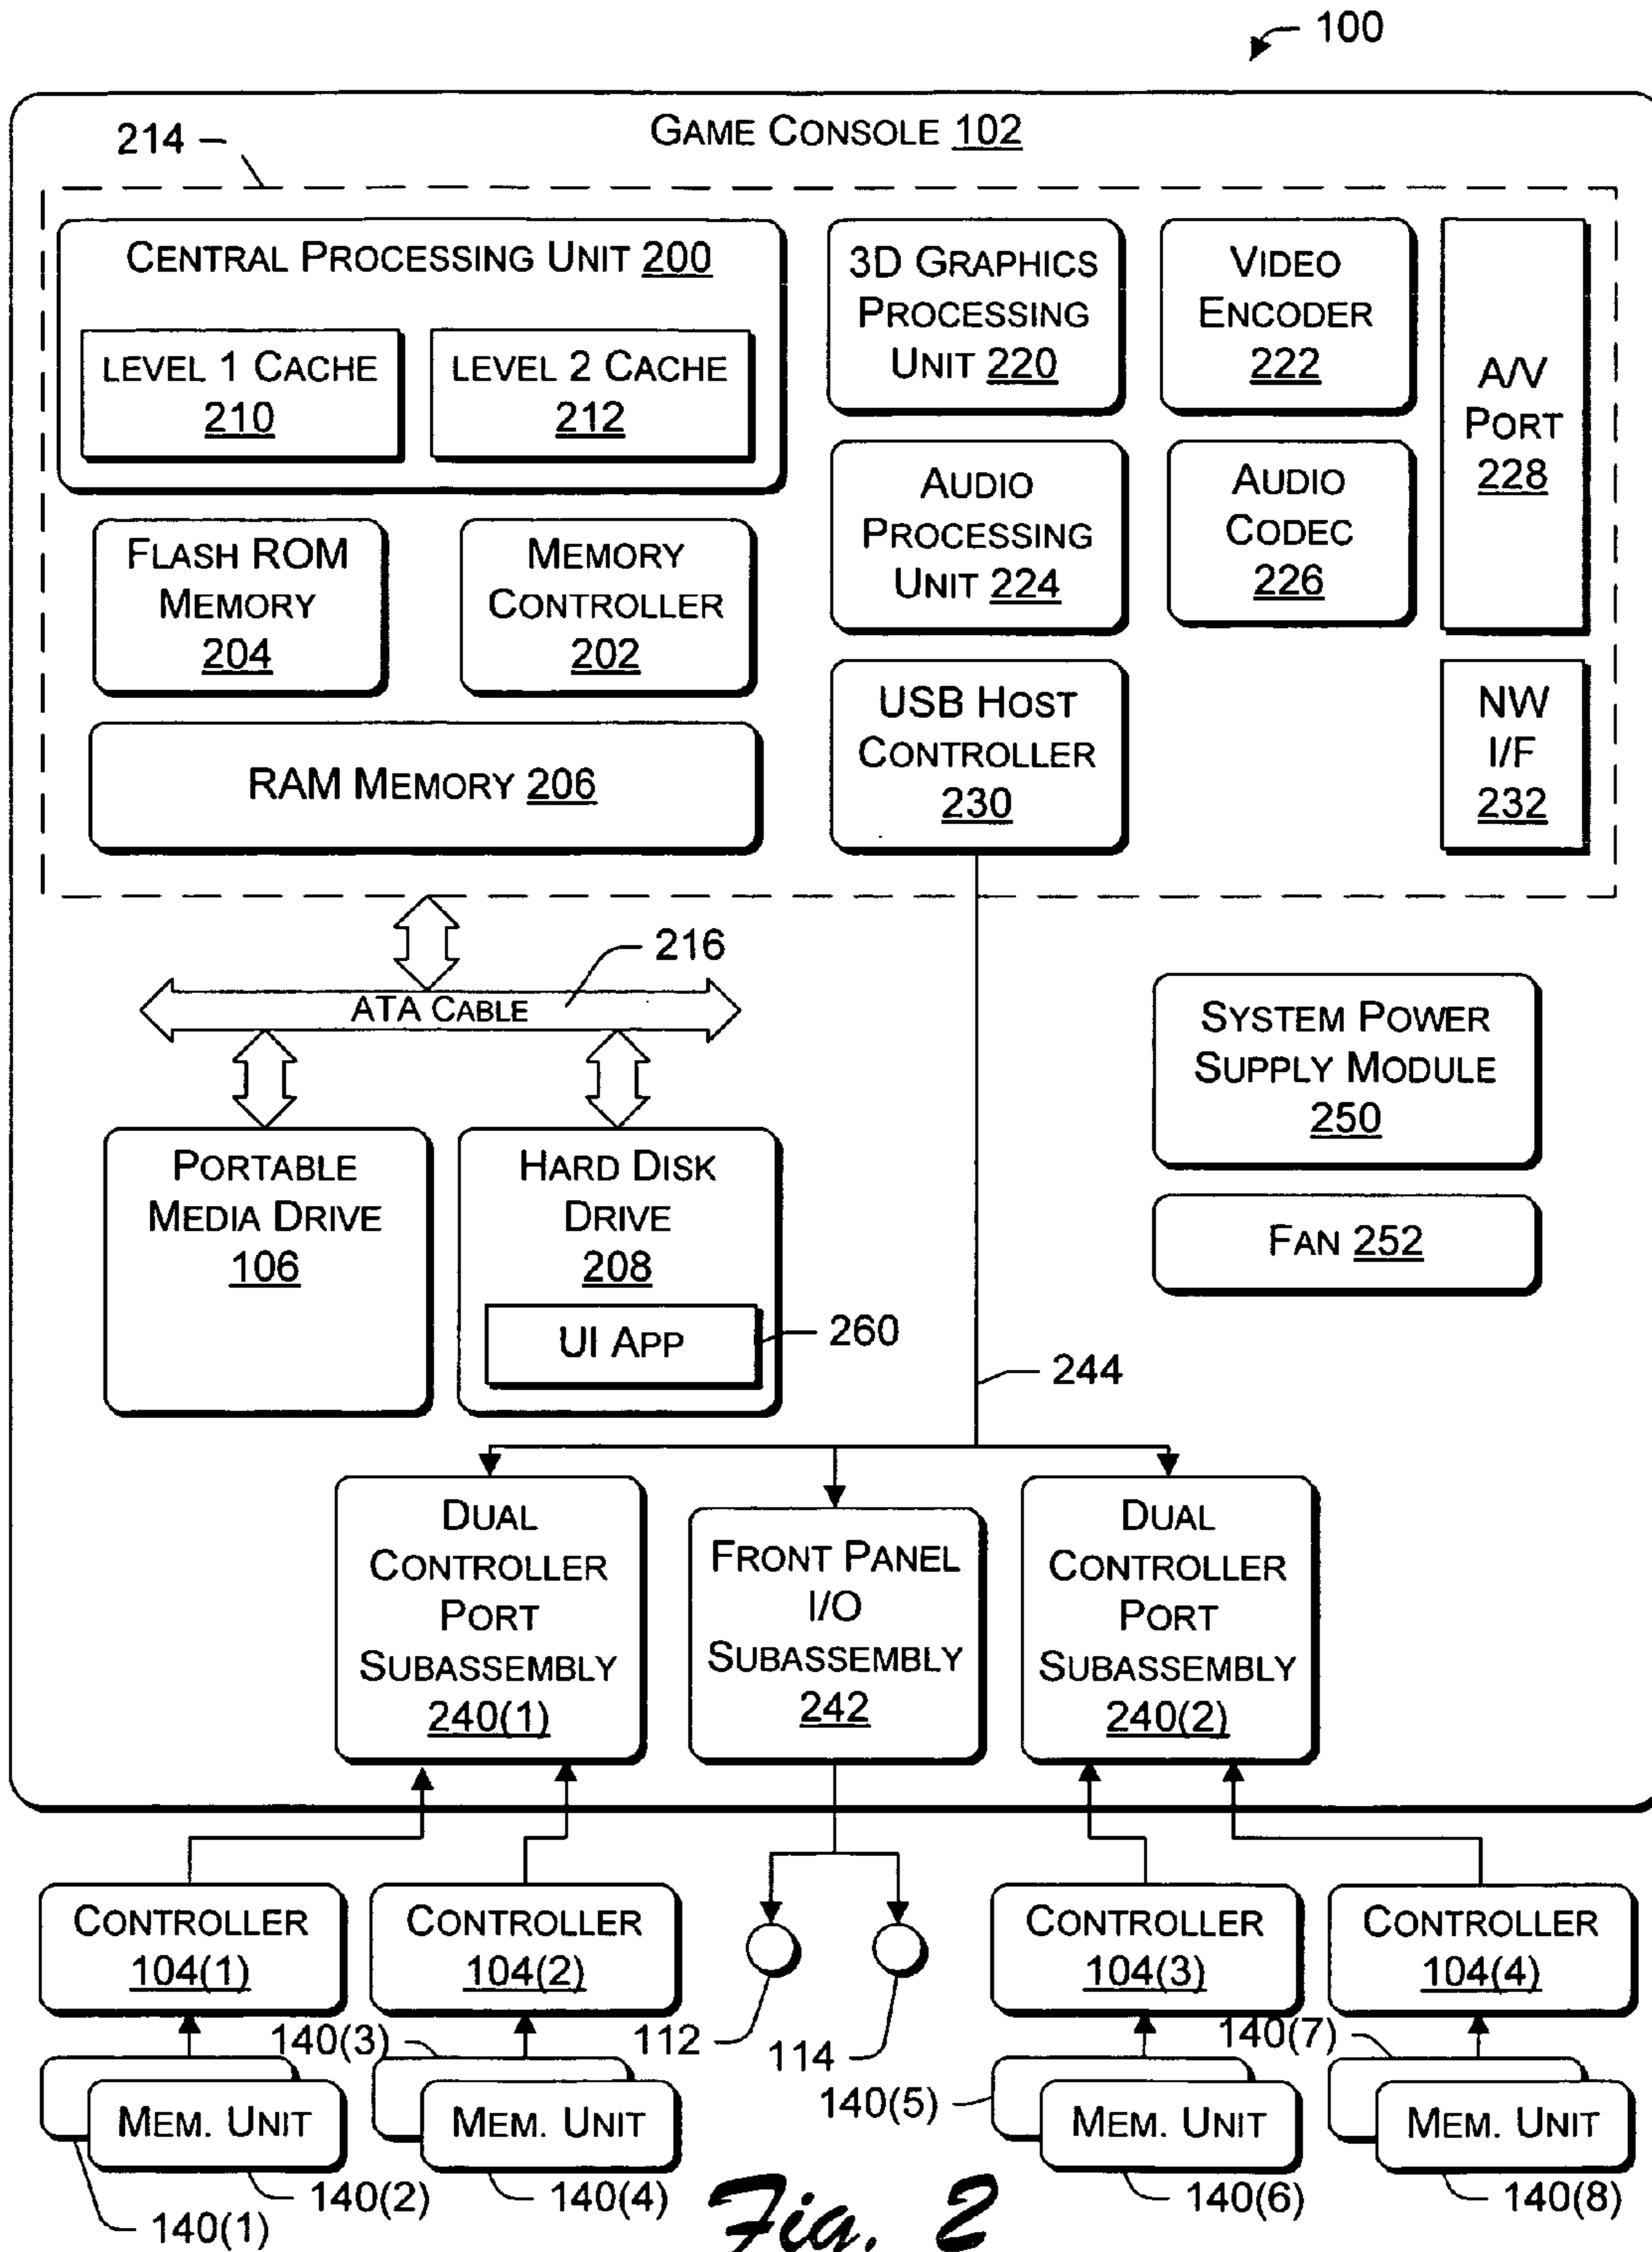 100
GAME CONSOLE 102
214
CENTRAL PROCESSING UNIT 200
LEVEL 1 CACHE
210
LEVEL 2 CACHE
212
3D GRAPHICS
PROCESSING
UNIT 220
VIDEO
ENCODER
222
A/V
PORT
228
FLASH ROM
MEMORY
204
MEMORY
CONTROLLER
202
AUDIO
PROCESSING
UNIT 224
AUDIO
CODEC
226
RAM MEMORY 206
USB HOST
CONTROLLER
230
NW
I/F
232
216
ATA CABLE
SYSTEM POWER
SUPPLY MODULE
250
PORTABLE
MEDIA DRIVE
106
HARD DISK
DRIVE
208
UI APP
260
FAN 252
244
DUAL
CONTROLLER
PORT
SUBASSEMBLY
240(1)
FRONT PANEL
I/O
SUBASSEMBLY
242
DUAL
CONTROLLER
PORT
SUBASSEMBLY
240(2)
CONTROLLER
104(1)
CONTROLLER
104(2)
CONTROLLER
104(3)
CONTROLLER
104(4)
140(3)
112
114
140(5)
140(7)
MEM. UNIT
MEM. UNIT
MEM. UNIT
MEM. UNIT
140(1)
140(2)
140(4)
140(6)
140(8)
Fig. 2